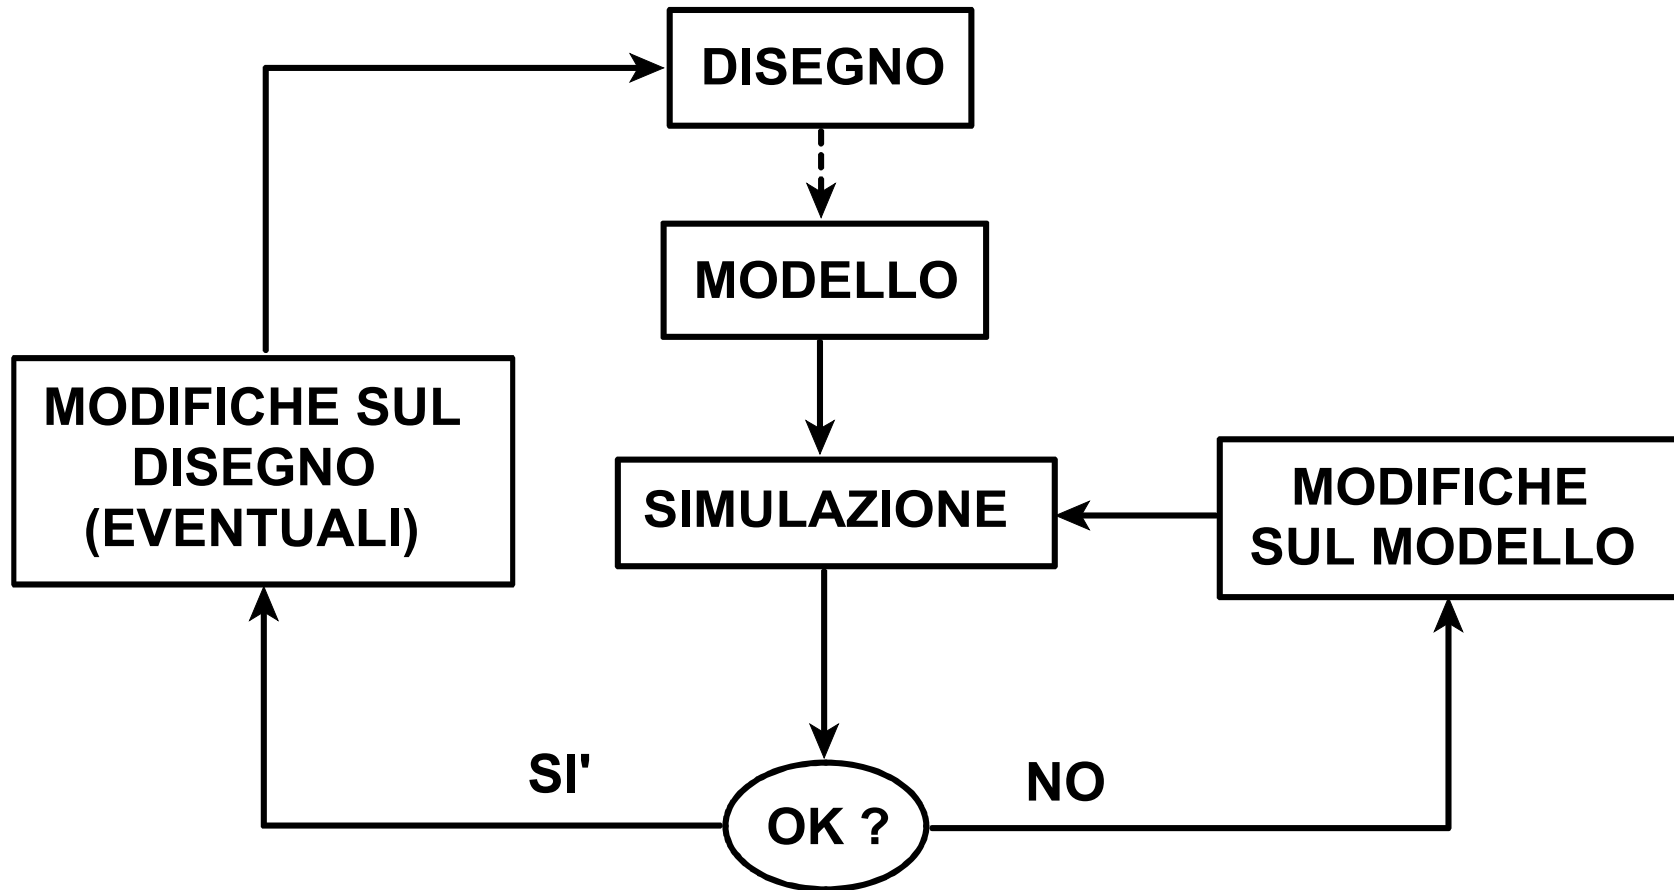 DISEGNO
MODELLO
MODIFICHE SUL
DISEGNO
(EVENTUALI)
SIMULAZIONE
MODIFICHE
SUL MODELLO
SI'
NO
OK ?